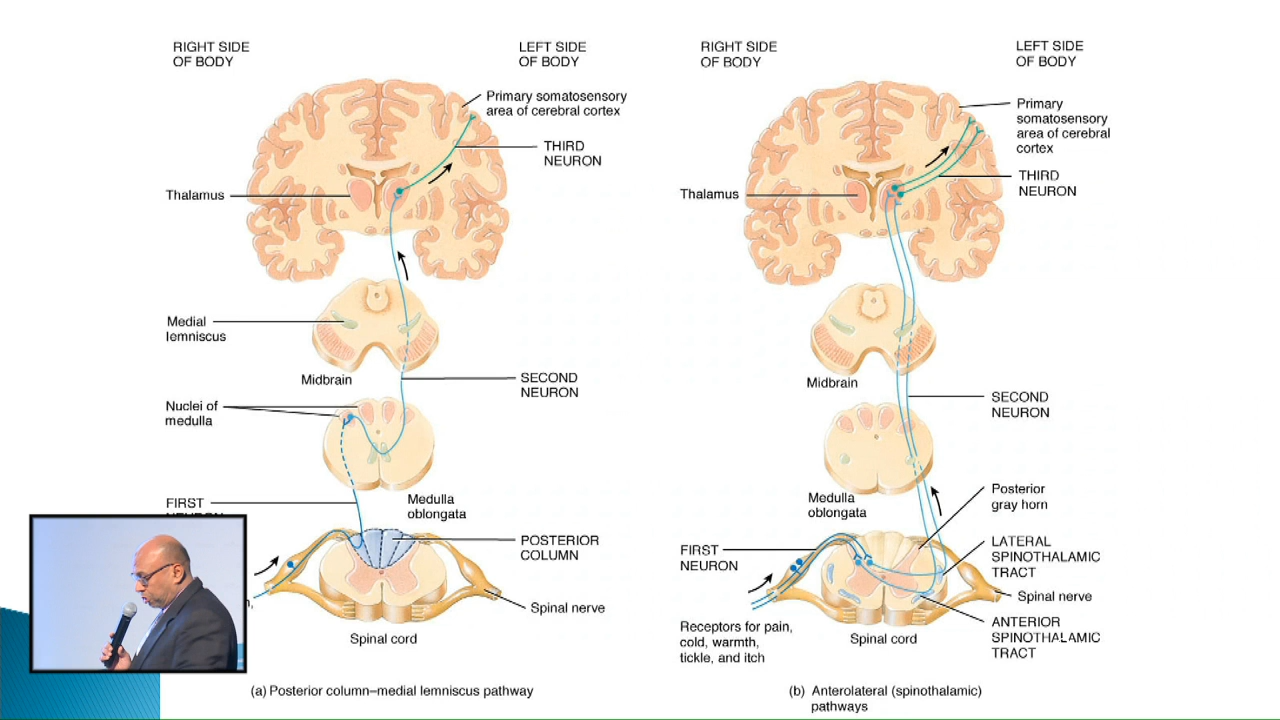 RIGHT SIDE
OF BODY
LEFT SIDE
OF BODY
Primary somatosensory
area of cerebral cortex
THIRD
NEURON
Thalamus
Medial
lemniscus
Midbrain
SECOND
NEURON
Nuclei of
medulla
FIRST
Medulla
oblongata
POSTERIOR
COLUMN
Spinal nerve
Spinal cord
(a) Posterior column–medial lemniscus pathway
RIGHT SIDE
OF BODY
LEFT SIDE
OF BODY
Primary
somatosensory
area of cerebral
cortex
THIRD
NEURON
Thalamus
Midbrain
SECOND
NEURON
Medulla
oblongata
Posterior
gray horn
FIRST
NEURON
LATERAL
SPINOTHALAMIC
TRACT
Spinal nerve
ANTERIOR
SPINOTHALAMIC
TRACT
Receptors for pain,
cold, warmth,
tickle, and itch
Spinal cord
(b) Anterolateral (spinothalamic)
pathways